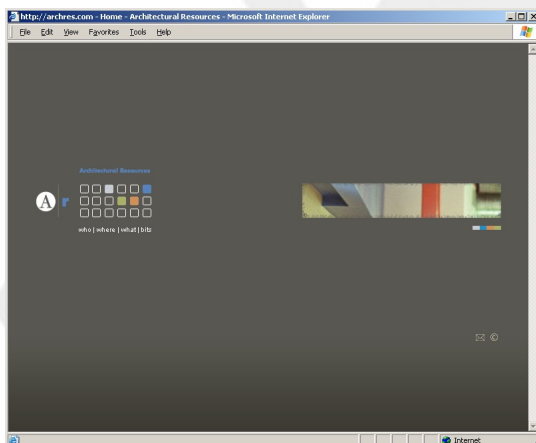 http://archres.com - Home - Architectural Resources - Microsoft Internet Explorer
File Edit View Favorites Tools Help
Architectural Resources
A r
who | where | what | bits
©
Internet